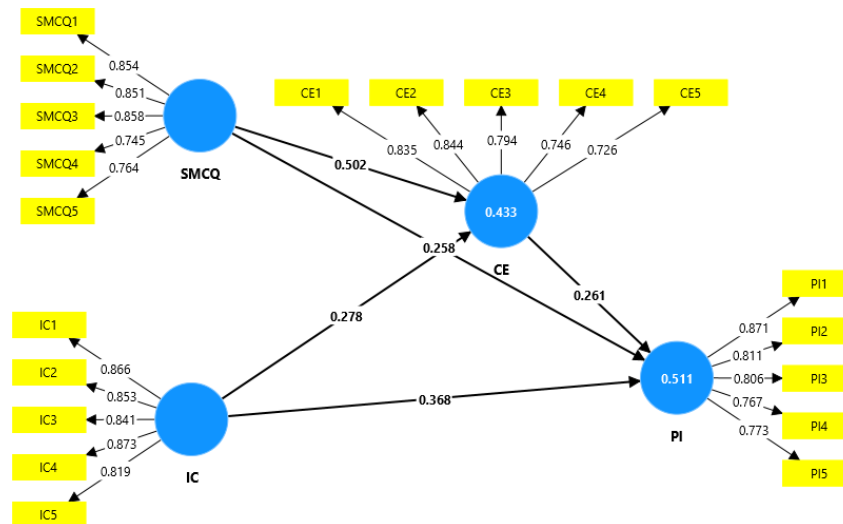 SMCQ1
SMCQ2
SMCQ3
SMCQ4
SMCQ5
0.854
0.851
0.858
0.745
0.764
SMCQ
CE1
CE2
CE3
CE4
CE5
0.835
0.844
0.794
0.746
0.726
0.433
CE
0.502
0.258
0.278
0.261
0.368
IC1
IC2
IC3
IC4
IC5
0.866
0.853
0.841
0.873
0.819
IC
PI1
PI2
PI3
PI4
PI5
0.871
0.811
0.806
0.767
0.773
0.511
PI